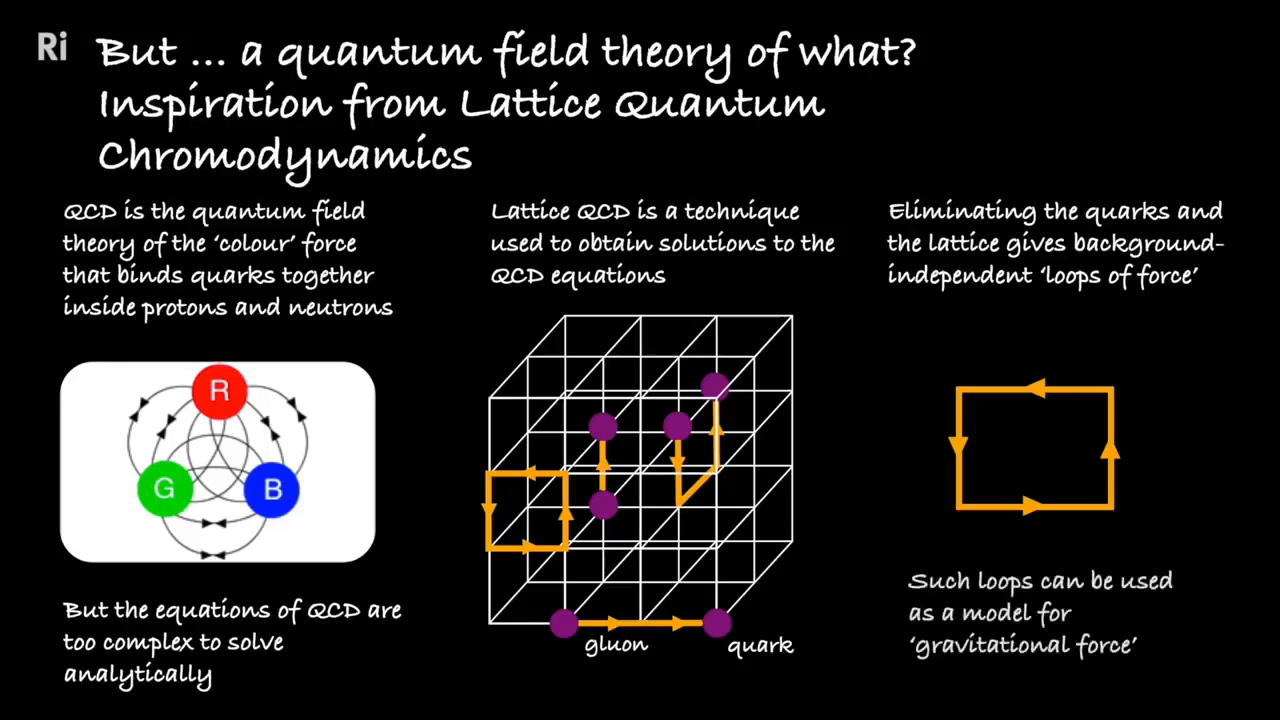 Ri
But ... a quantum field theory of what?
Inspiration from Lattice Quantum
Chromodynamics
QCD is the quantum field
theory of the 'colour' force
that binds quarks together
inside protons and neutrons
R
G
B
But the equations of QCD are
too complex to solve
analytically
Lattice QCD is a technique
used to obtain solutions to the
QCD equations
gluon
quark
Eliminating the quarks and
the lattice gives background-
independent 'loops of force'
Such loops can be used
as a model for
'gravitational force'